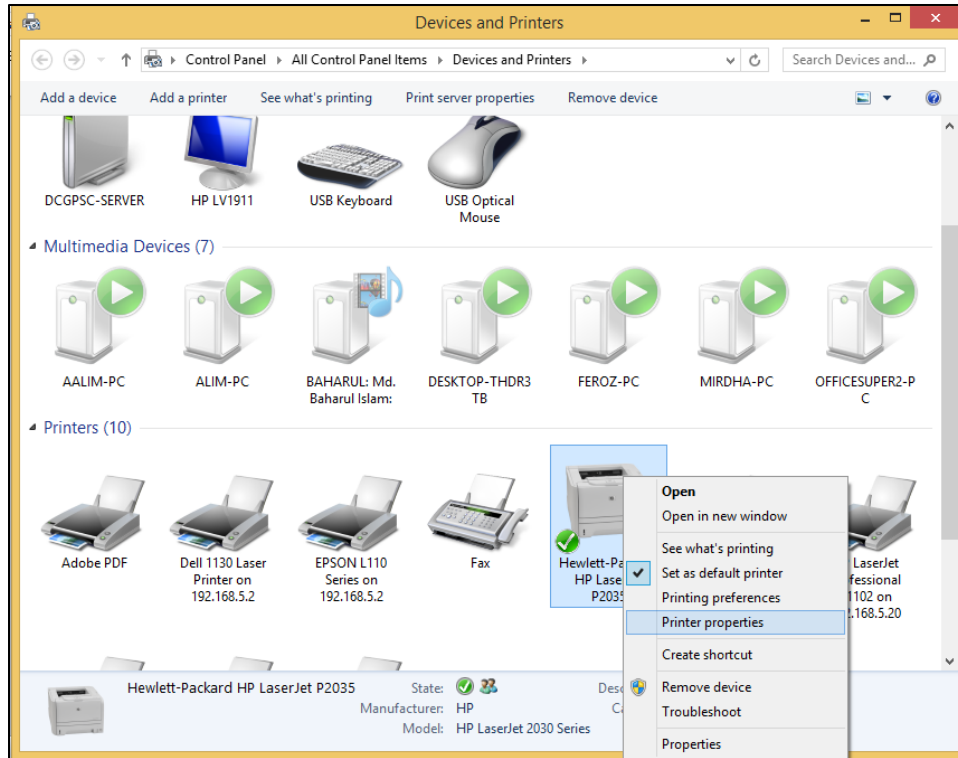 Devices and Printers
Control Panel
All Control Panel Items
Devices and Printers
Search Devices and...
Add a device
Add a printer
See what's printing
Print server properties
Remove device
DCGPSC-SERVER
HP LV1911
USB Keyboard
USB Optical
Mouse
Multimedia Devices (7)
AALIM-PC
ALIM-PC
BAHARUL: Md.
Baharul Islam:
DESKTOP-THDR3
TB
FEROZ-PC
MIRDHA-PC
OFFICESUPER2-P
C
Printers (10)
Adobe PDF
Dell 1130 Laser
Printer on
192.168.5.2
EPSON L110
Series on
192.168.5.2
Fax
Hewlett-Pa
HP Lase
P2035
LaserJet
fessional
1102 on
.168.5.20
Open
Open in new window
See what's printing
Set as default printer
Printing preferences
Printer properties
Create shortcut
Remove device
Troubleshoot
Properties
Hewlett-Packard HP LaserJet P2035
State:
Desc
Manufacturer: HP
Ca
Model: HP LaserJet 2030 Series